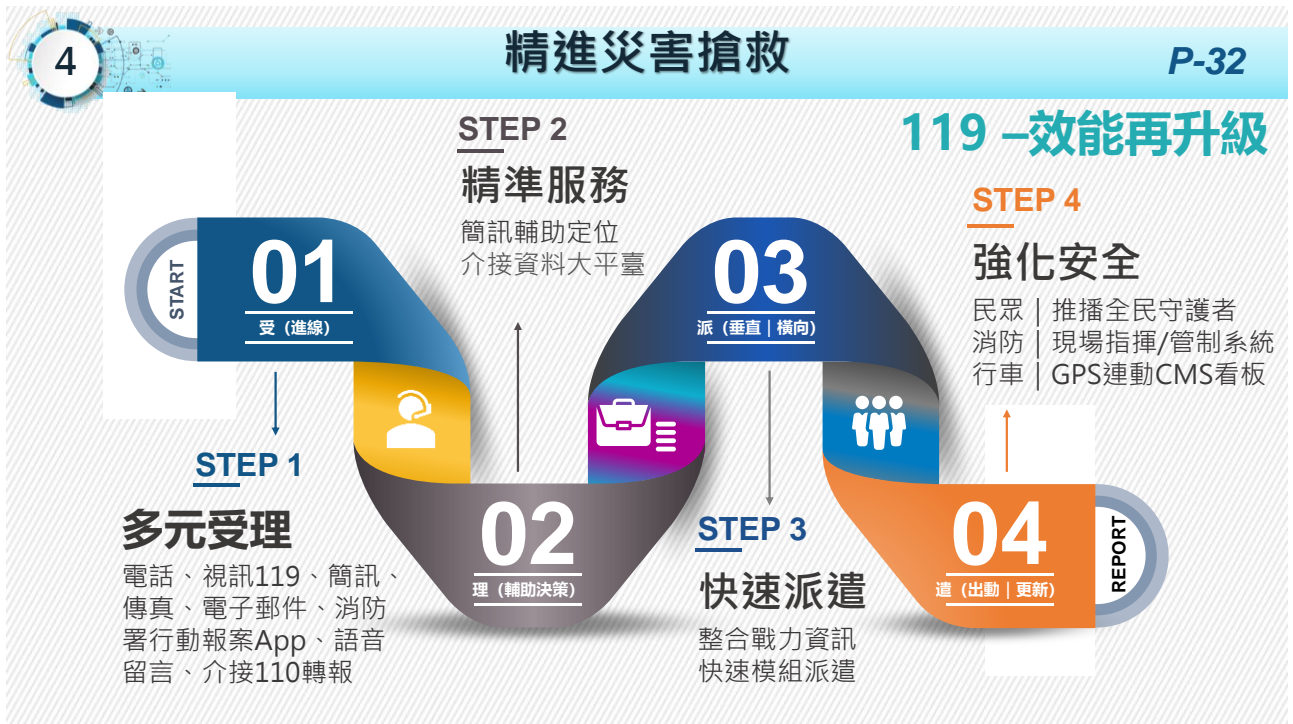 4
精進災害搶救
P-32
119 –效能再升級
START
01
受（進線）
STEP 1
多元受理
電話、視訊119、簡訊、
傳真、電子郵件、消防
署行動報案App、語音
留言、介接110轉報
STEP 2
精準服務
簡訊輔助定位
介接資料大平臺
02
理（輔助決策）
03
派（垂直｜橫向）
STEP 3
快速派遣
整合戰力資訊
快速模組派遣
STEP 4
強化安全
民眾｜推播全民守護者
消防｜現場指揮/管制系統
行車｜GPS連動CMS看板
04
遣（出動｜更新）
REPORT